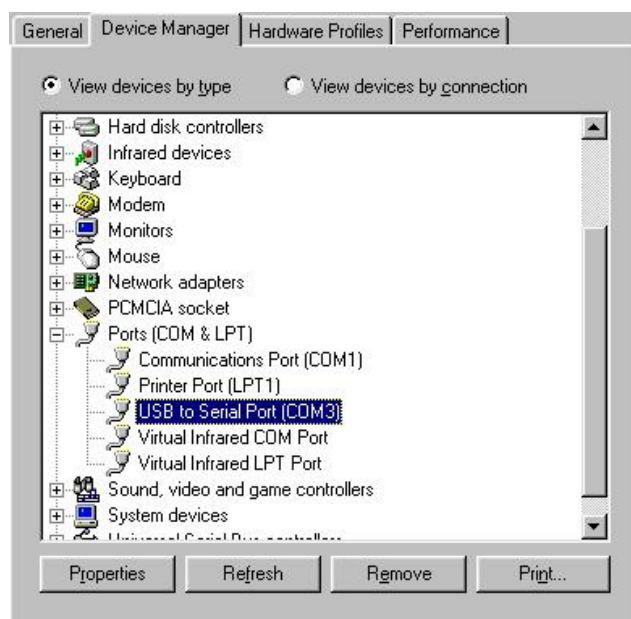 General Device Manager Hardware Profiles Performance
View devices by type View devices by connection
Hard disk controllers
Infrared devices
Keyboard
Modem
Monitors
Mouse
Network adapters
PCMCIA socket
Ports (COM & LPT)
Communications Port (COM1)
Printer Port (LPT1)
USB to Serial Port (COM3)
Virtual Infrared COM Port
Virtual Infrared LPT Port
Sound, video and game controllers
System devices
Properties Refresh Remove Print...